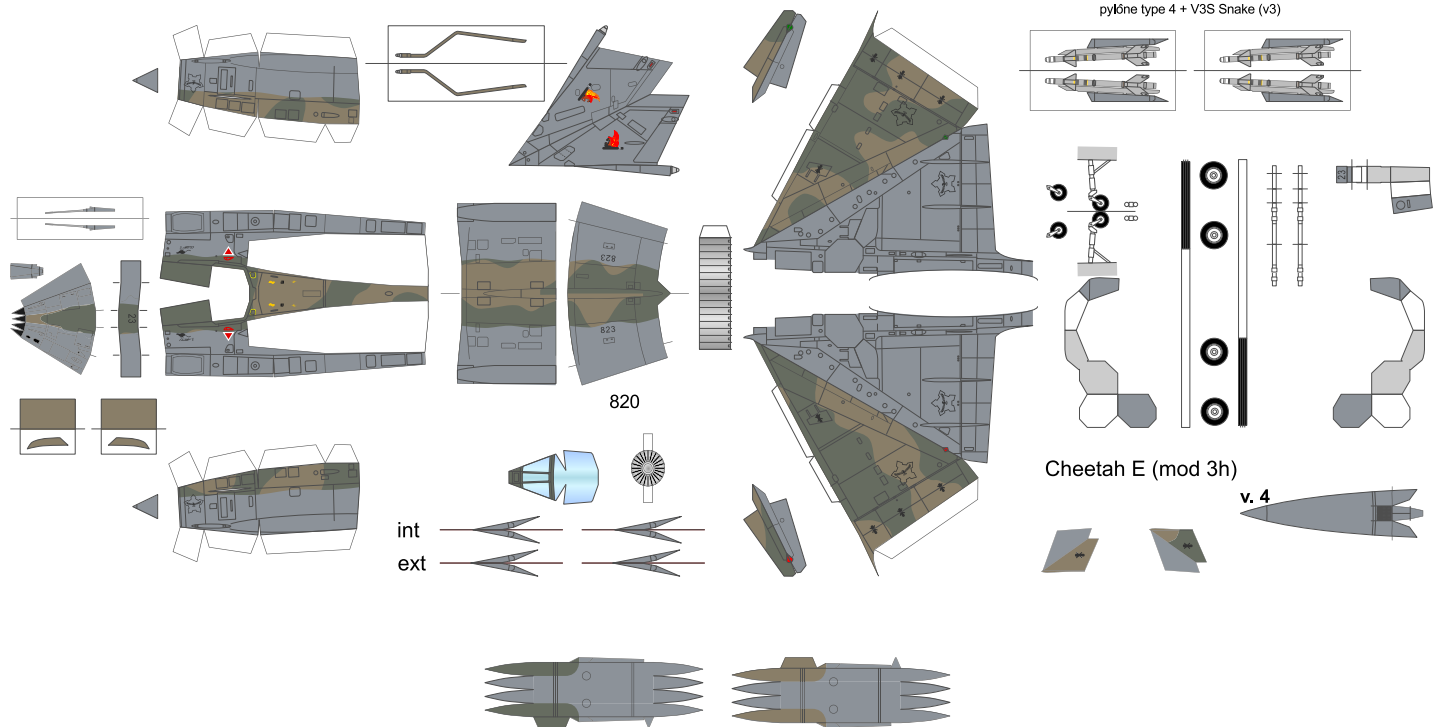 pylône type 4 + V3S Snake (v3)
23
823
23
823
820
Cheetah E (mod 3h)
v. 4
int
ext